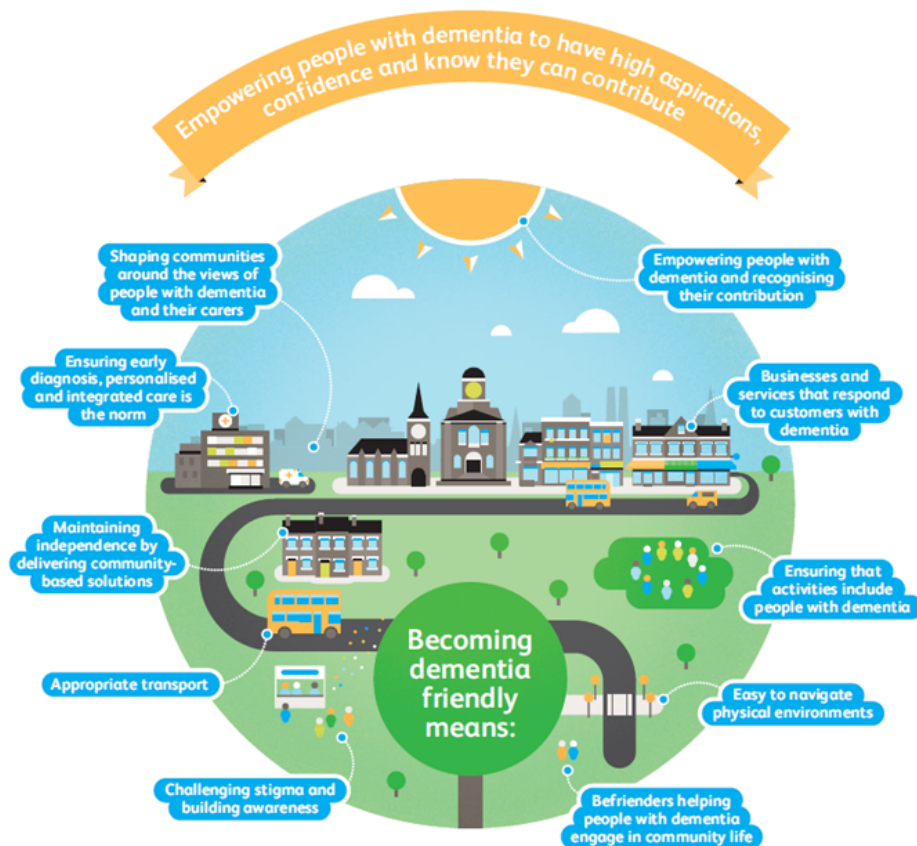 Empowering people with dementia to have high aspirations,
confidence and know they can contribute
Shaping communities
around the views of
people with dementia
and their carers
Empowering people with
dementia and recognising
their contribution
Ensuring early
diagnosis, personalised
and integrated care is
the norm
Businesses and
services that respond
to customers with
dementia
Maintaining
independence by
delivering community-
based solutions
Ensuring that
activities include
people with dementia
Becoming
dementia
friendly
means:
Appropriate transport
Easy to navigate
physical environments
Challenging stigma and
building awareness
Befrienders helping
people with dementia
engage in community life